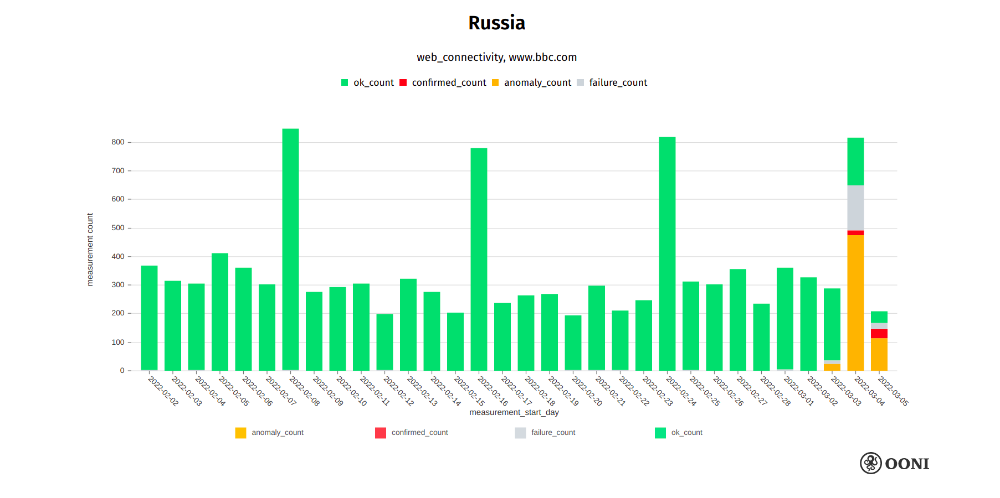 Russia
web_connectivity, www.bbc.com
ok_count confirmed_count anomaly_count failure_count
800
700
600
500
400
300
200
100
0
measurement count
2022-02-02 2022-02-03 2022-02-04 2022-02-05 2022-02-06 2022-02-07 2022-02-08 2022-02-09 2022-02-10 2022-02-11 2022-02-12 2022-02-13 2022-02-14 2022-02-15 2022-02-16 2022-02-17 2022-02-18 2022-02-19 2022-02-20 2022-02-21 2022-02-22 2022-02-23 2022-02-24 2022-02-25 2022-02-26 2022-02-27 2022-02-28 2022-03-01 2022-03-02 2022-03-03 2022-03-04 2022-03-05
measurement_start_day
anomaly_count confirmed_count failure_count ok_count
OONI